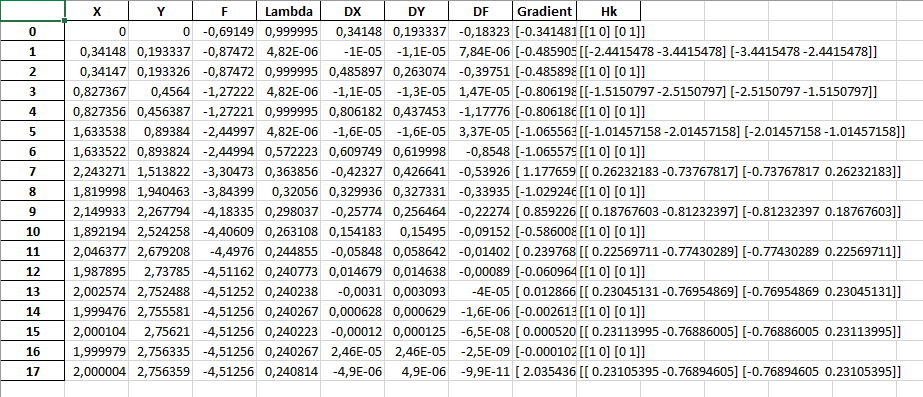 X Y F Lambda DX DY DF Gradient Hk
0 0 0 -0,69149 0,999995 0,34148 0,193337 -0,18323 [-0.341481 [[1 0] [0 1]]
1 0,34148 0,193337 -0,87472 4,82E-06 -1E-05 -1,1E-05 7,84E-06 [-0.485905 [[-2.4415478 -3.4415478] [-3.4415478 -2.4415478]]
2 0,34147 0,193326 -0,87472 0,999995 0,485897 0,263074 -0,39751 [-0.485898 [[1 0] [0 1]]
3 0,827367 0,4564 -1,27222 4,82E-06 -1,1E-05 -1,3E-05 1,47E-05 [-0.806198 [[-1.5150797 -2.5150797] [-2.5150797 -1.5150797]]
4 0,827356 0,456387 -1,27221 0,999995 0,806182 0,437453 -1,17776 [-0.806186 [[1 0] [0 1]]
5 1,633538 0,89384 -2,44997 4,82E-06 -1,6E-05 -1,6E-05 3,37E-05 [-1.065563 [[-1.01457158 -2.01457158] [-2.01457158 -1.01457158]]
6 1,633522 0,893824 -2,44994 0,572223 0,609749 0,619998 -0,8548 [-1.065579 [[1 0] [0 1]]
7 2,243271 1,513822 -3,30473 0,363856 -0,42327 0,426641 -0,53926 [ 1.177659 [[ 0.26232183 -0.73767817] [-0.73767817 0.26232183]]
8 1,819998 1,940463 -3,84399 0,32056 0,329936 0,327331 -0,33935 [-1.029246 [[1 0] [0 1]]
9 2,149933 2,267794 -4,18335 0,298037 -0,25774 0,256464 -0,22274 [ 0.859226 [[ 0.18767603 -0.81232397] [-0.81232397 0.18767603]]
10 1,892194 2,524258 -4,40609 0,263108 0,154183 0,15495 -0,09152 [-0.586008 [[1 0] [0 1]]
11 2,046377 2,679208 -4,4976 0,244855 -0,05848 0,058642 -0,01402 [ 0.239768 [[ 0.22569711 -0.77430289] [-0.77430289 0.22569711]]
12 1,987895 2,73785 -4,51162 0,240773 0,014679 0,014638 -0,00089 [-0.060964 [[1 0] [0 1]]
13 2,002574 2,752488 -4,51252 0,240238 -0,0031 0,003093 -4E-05 [ 0.012866 [[ 0.23045131 -0.76954869] [-0.76954869 0.23045131]]
14 1,999476 2,755581 -4,51256 0,240267 0,000628 0,000629 -1,6E-06 [-0.002613 [[1 0] [0 1]]
15 2,000104 2,75621 -4,51256 0,240223 -0,00012 0,000125 -6,5E-08 [ 0.000520 [[ 0.23113995 -0.76886005] [-0.76886005 0.23113995]]
16 1,999979 2,756335 -4,51256 0,240267 2,46E-05 2,46E-05 -2,5E-09 [-0.000102 [[1 0] [0 1]]
17 2,000004 2,756359 -4,51256 0,240814 -4,9E-06 4,9E-06 -9,9E-11 [ 2.035436 [[ 0.23105395 -0.76894605] [-0.76894605 0.23105395]]